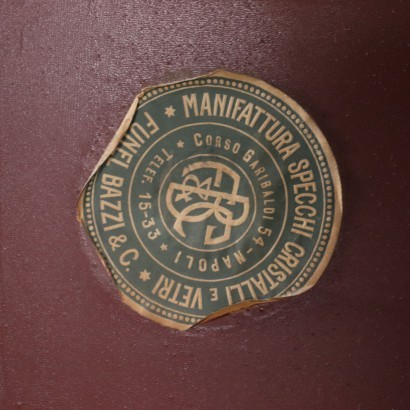 MANIFATTURA SPECCHI CRISTALLI E VETRI
FUNEL BAZZI & C.
CORSO GARIBALDI 54 NAPOLI
TELEF. 15-33